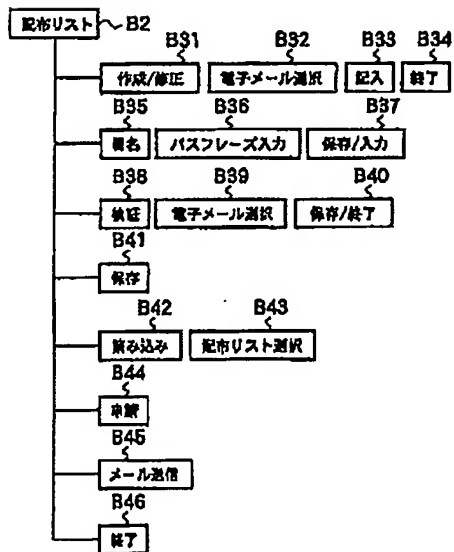 配布リスト B2
B31 B32 B33 B34
作成/修正 電子メール選択 記入 終了
B35 B36 B37
署名 パスフレーズ入力 保存/入力
B38 B39 B40
検証 電子メール選択 保存/終了
B41
保存
B42 B43
読み込み 配布リスト選択
B44
申請
B45
メール送信
B46
終了